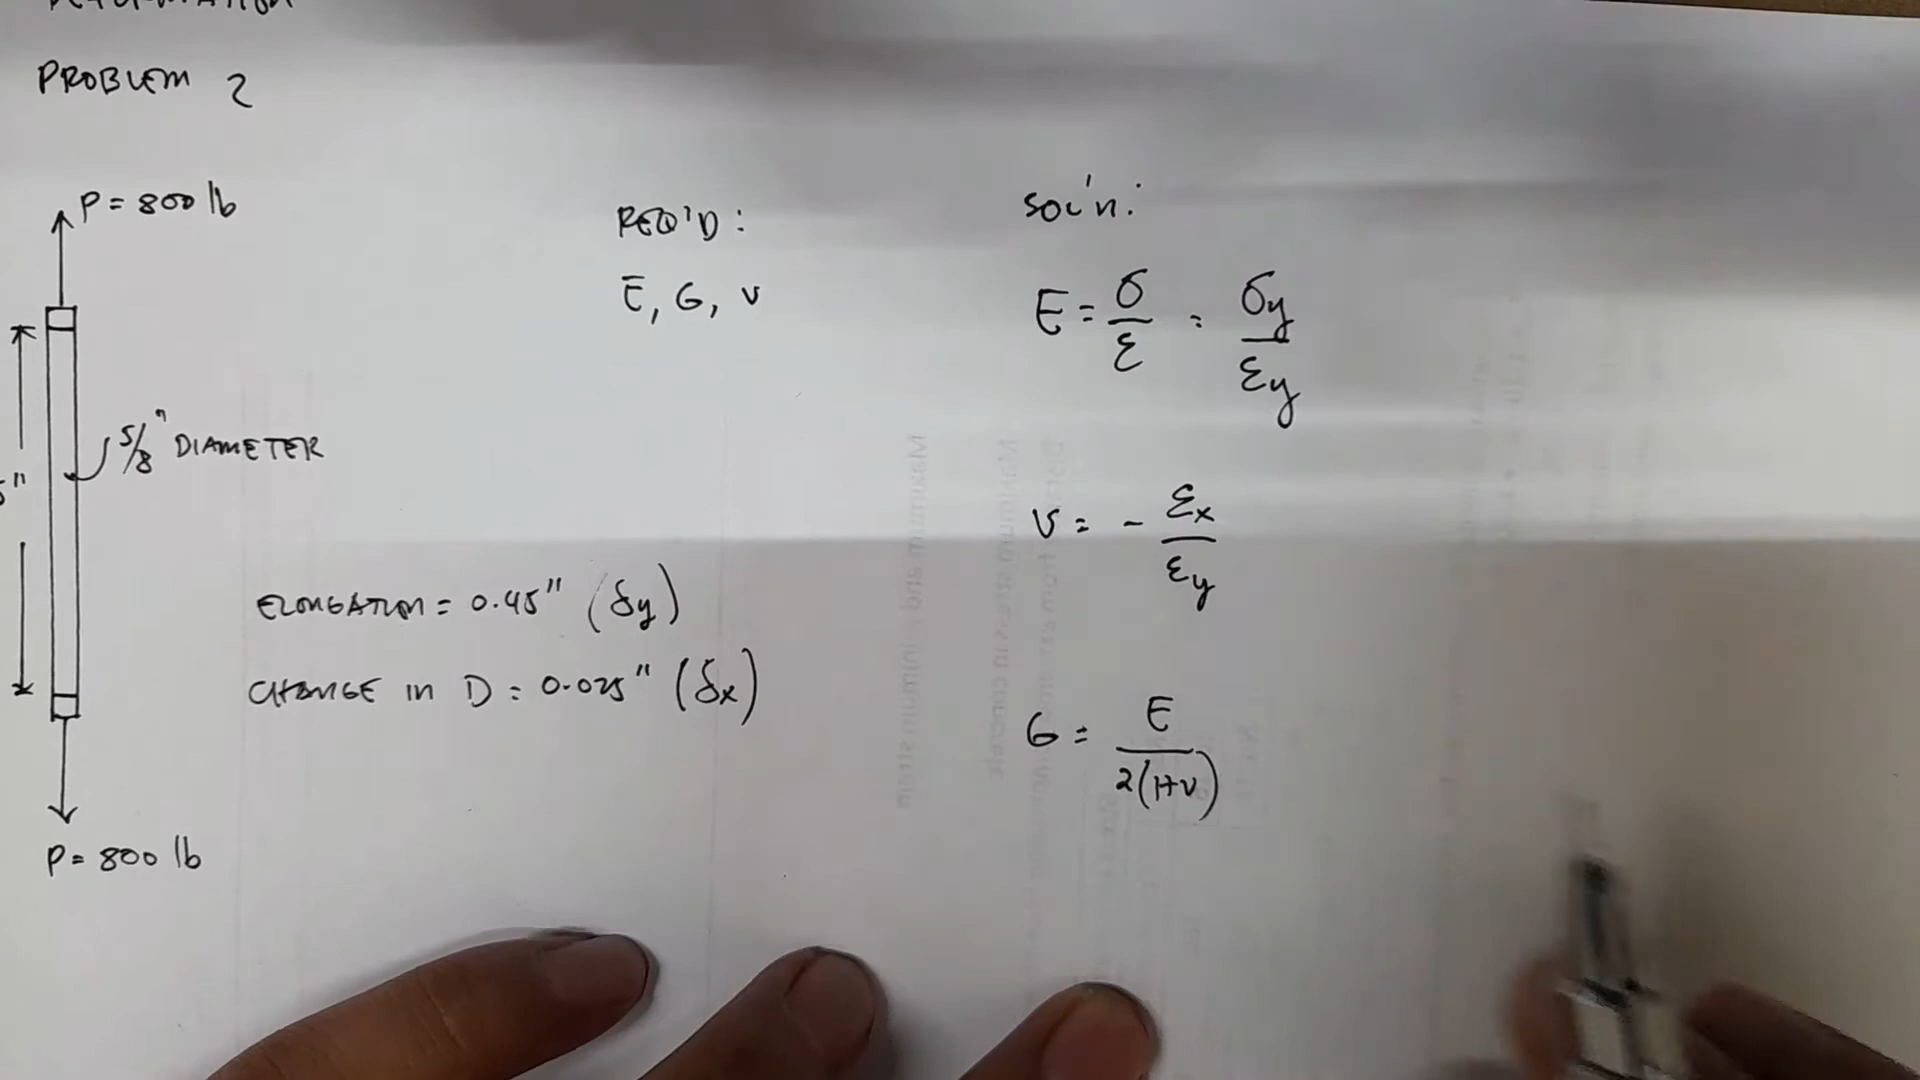 PROBLEM 2
P = 800 lb
5/8" DIAMETER
5"
ELONGATION = 0.45" (δy)
CHANGE IN D = 0.025" (δx)
P = 800 lb
REQ'D:
E, G, ν
SOL'N:
E = σ/ε = σy/εy
ν = - εx/εy
G = E/2(1+ν)